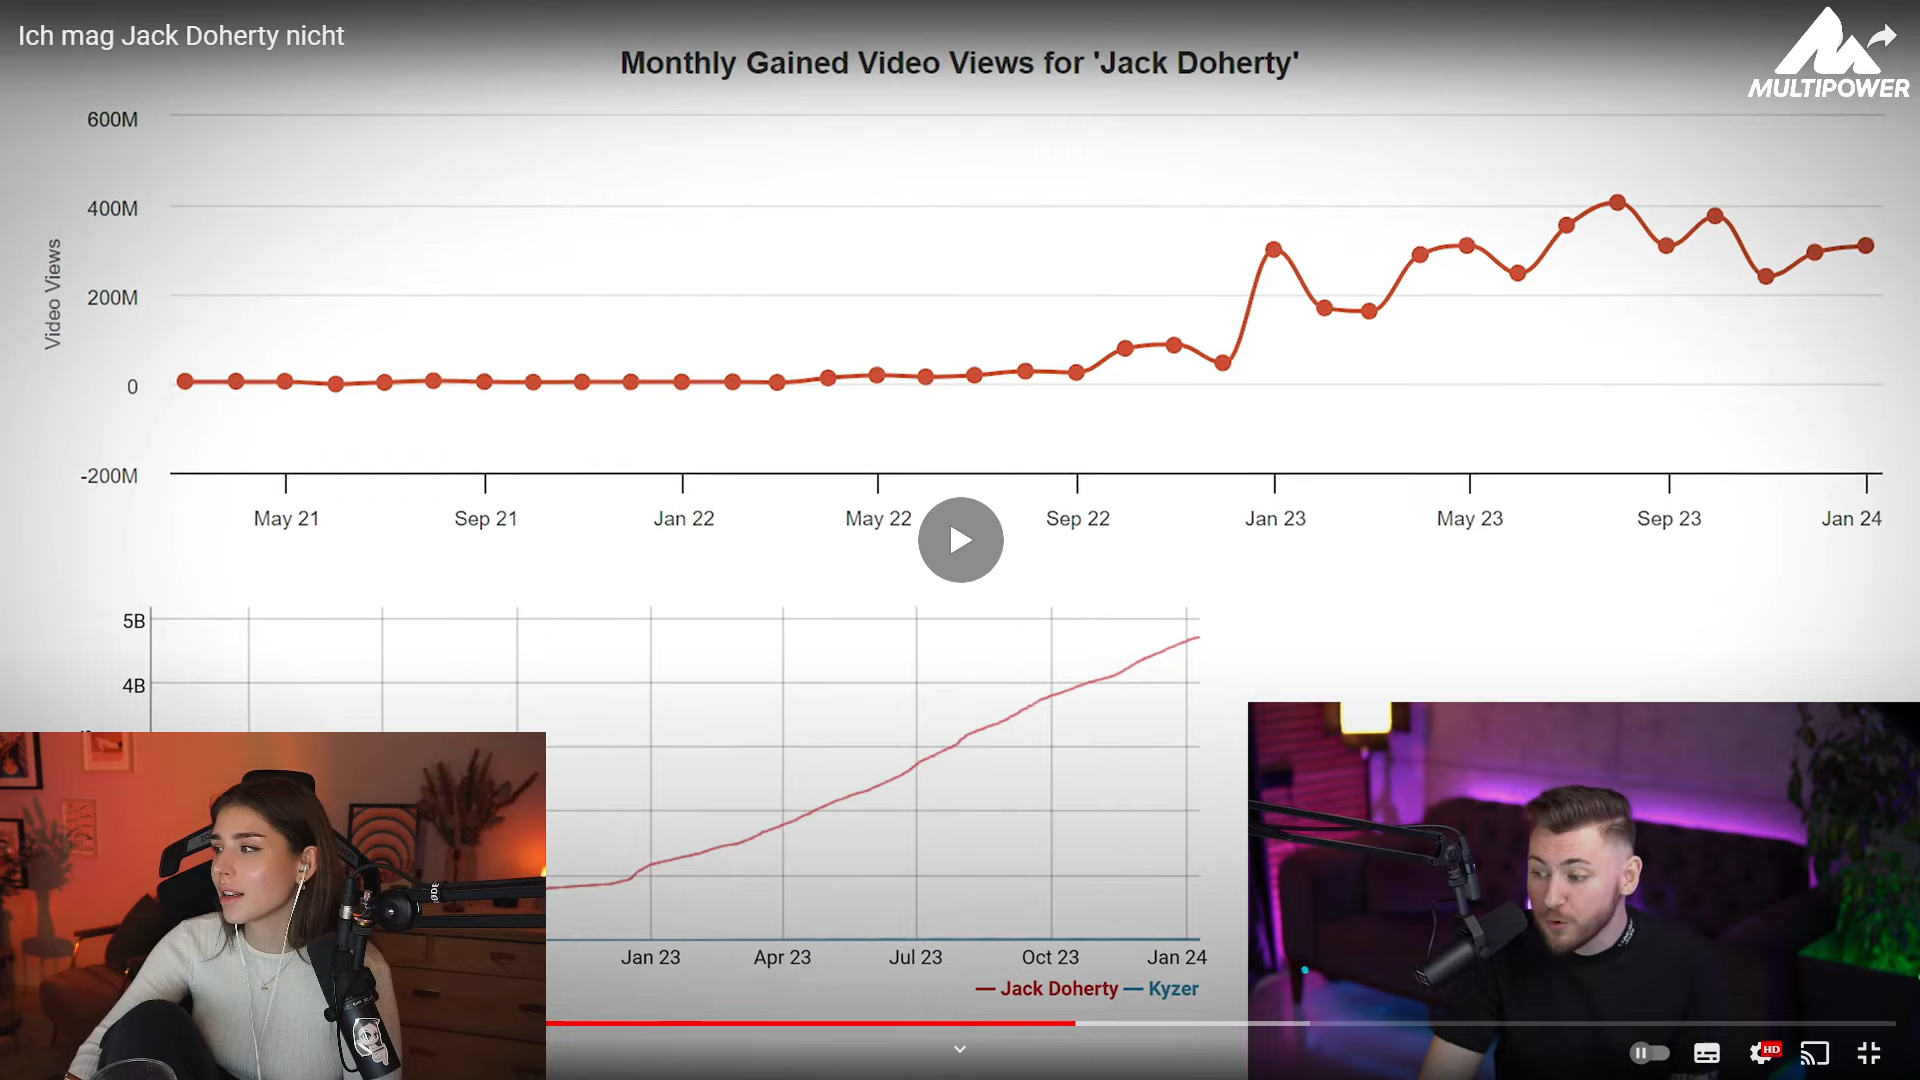 Ich mag Jack Doherty nicht
MULTIPOWER
Monthly Gained Video Views for 'Jack Doherty'
Video Views
600M
400M
200M
0
-200M
May 21 Sep 21 Jan 22 May 22 Sep 22 Jan 23 May 23 Sep 23 Jan 24
5B
4B
Jan 23 Apr 23 Jul 23 Oct 23 Jan 24
Jack Doherty Kyzer
HD